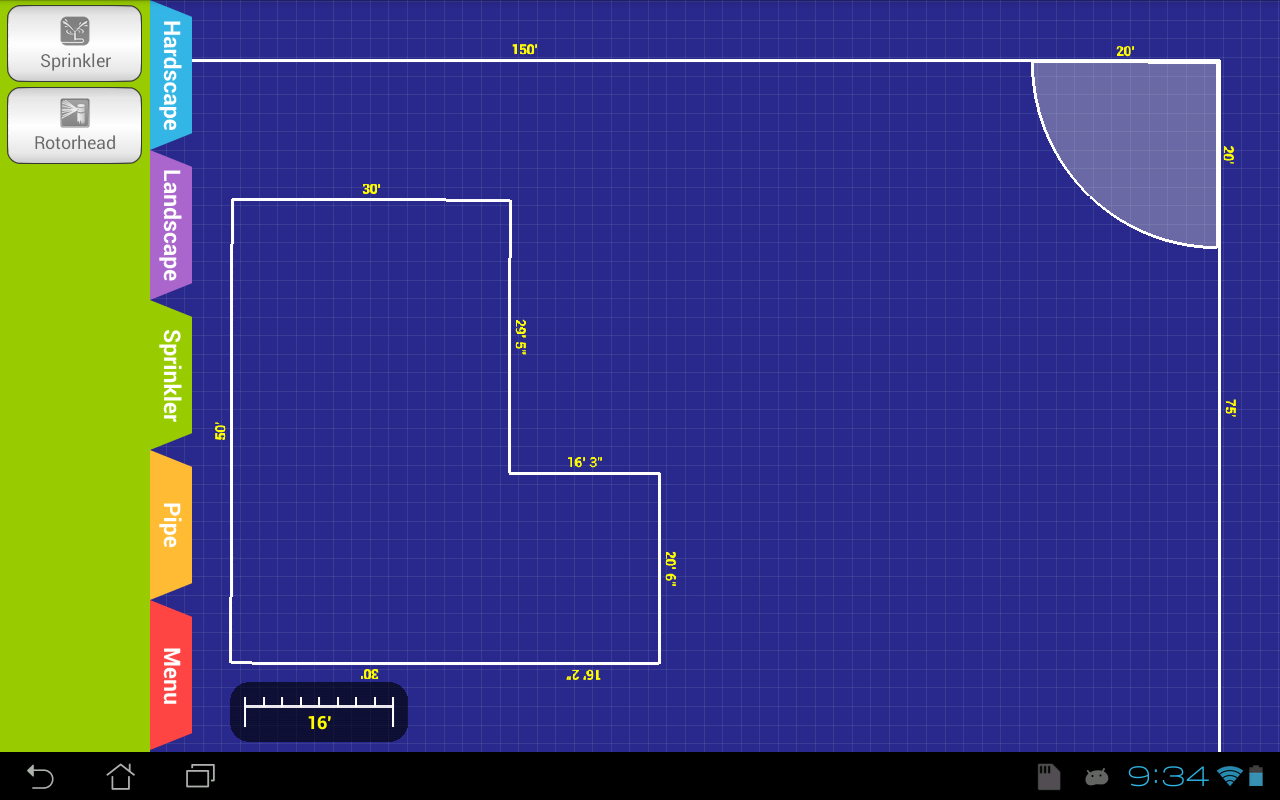 Sprinkler
Rotorhead
Hardscape
Landscape
Sprinkler
Pipe
Menu
150'
20'
20'
30'
29' 5"
75'
50'
16' 3"
20' 6"
30'
16' 2"
16'
9:34